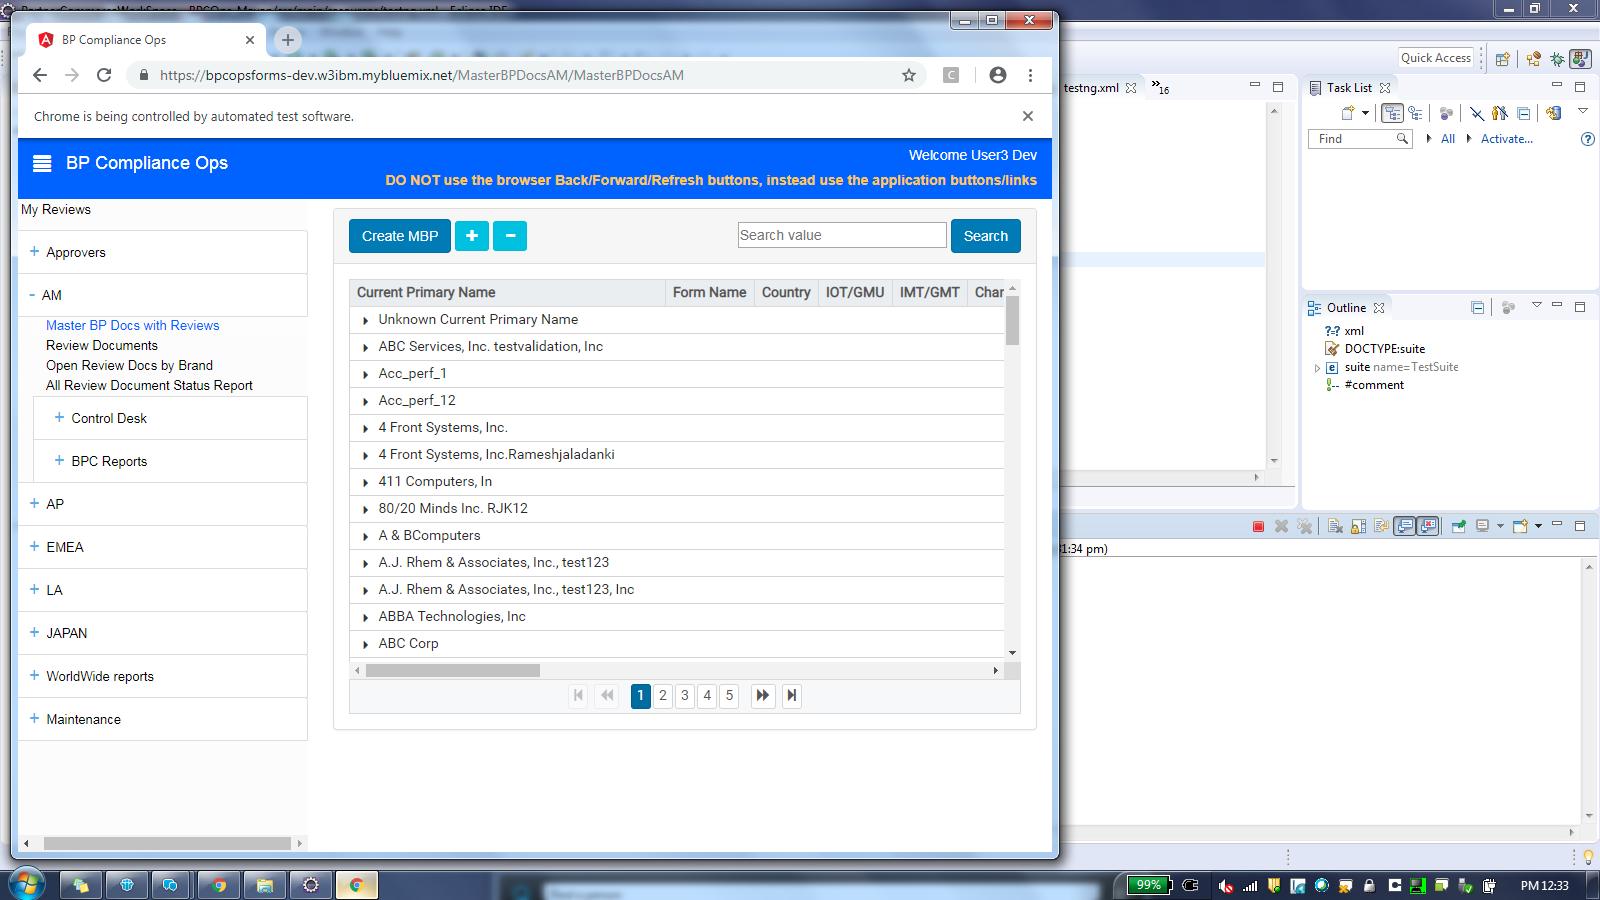 BP Compliance Ops
https://bpcopsforms-dev.w3ibm.mybluemix.net/MasterBPDocsAM/MasterBPDocsAM
C
Chrome is being controlled by automated test software.
BP Compliance Ops
Welcome User3 Dev
DO NOT use the browser Back/Forward/Refresh buttons, instead use the application buttons/links
My Reviews
+ Approvers
- AM
Master BP Docs with Reviews
Review Documents
Open Review Docs by Brand
All Review Document Status Report
+ Control Desk
+ BPC Reports
+ AP
+ EMEA
+ LA
+ JAPAN
+ WorldWide reports
+ Maintenance
Create MBP + -
Search value Search
Current Primary Name Form Name Country IOT/GMU IMT/GMT Char
Unknown Current Primary Name
ABC Services, Inc. testvalidation, Inc
Acc_perf_1
Acc_perf_12
4 Front Systems, Inc.
4 Front Systems, Inc.Rameshjaladanki
411 Computers, In
80/20 Minds Inc. RJK12
A & BComputers
A.J. Rhem & Associates, Inc., test123
A.J. Rhem & Associates, Inc., test123, Inc
ABBA Technologies, Inc
ABC Corp
1 2 3 4 5
Quick Access
testng.xml
»16
Task List
Find
All
Activate...
Outline
?=? xml
DOCTYPE:suite
e suite name=TestSuite
#comment
1:34 pm)
99%
PM 12:33